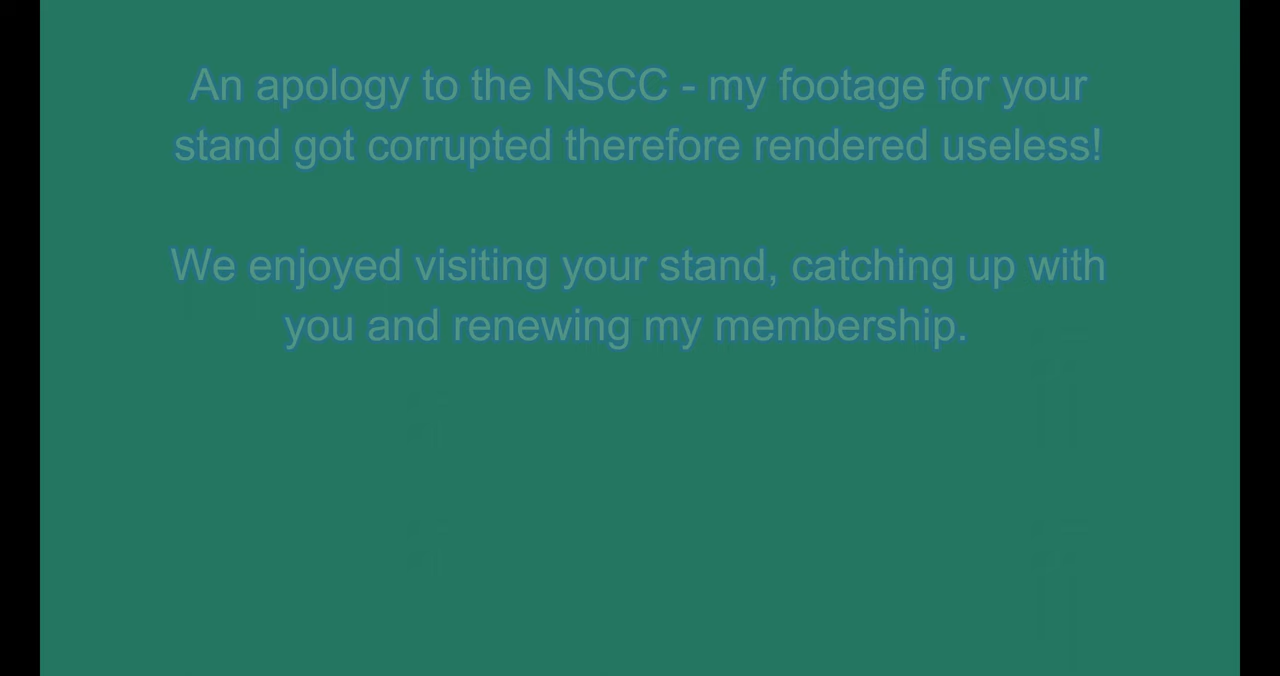 An apology to the NSCC - my footage for your
stand got corrupted therefore rendered useless!
We enjoyed visiting your stand, catching up with
you and renewing my membership.